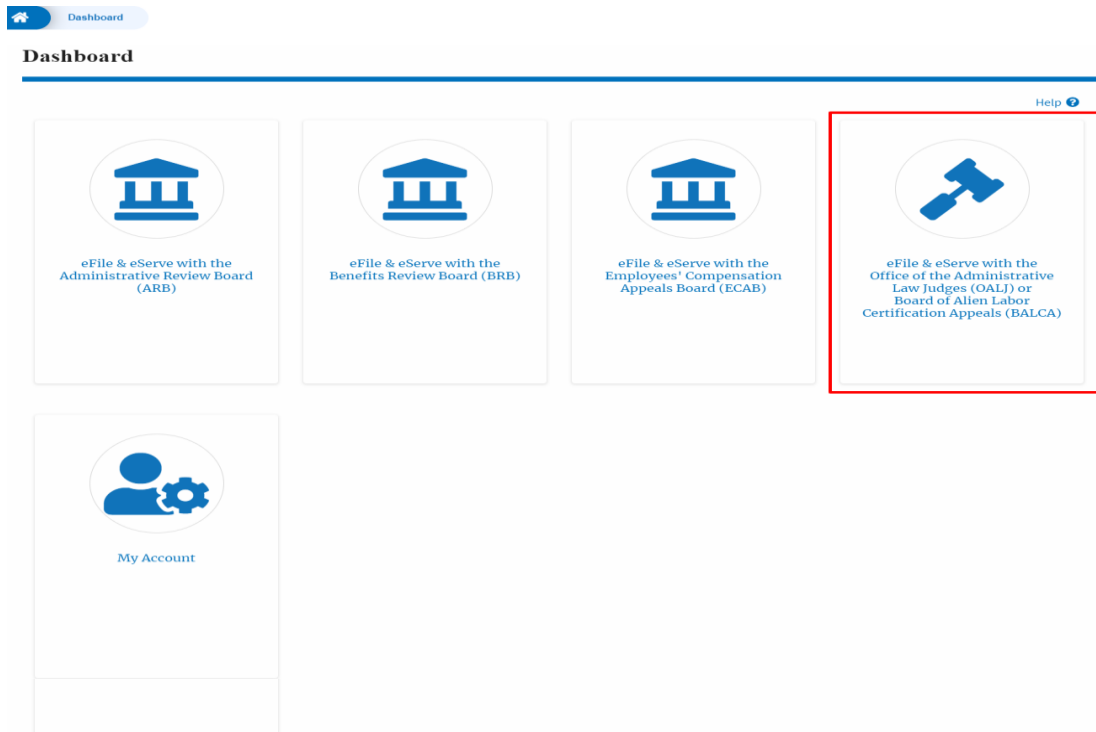 Dashboard
Dashboard
Help
eFile & eServe with the
Administrative Review Board
(ARB)
eFile & eServe with the
Benefits Review Board (BRB)
eFile & eServe with the
Employees' Compensation
Appeals Board (ECAB)
eFile & eServe with the
Office of the Administrative
Law Judges (OALJ) or
Board of Alien Labor
Certification Appeals (BALCA)
My Account